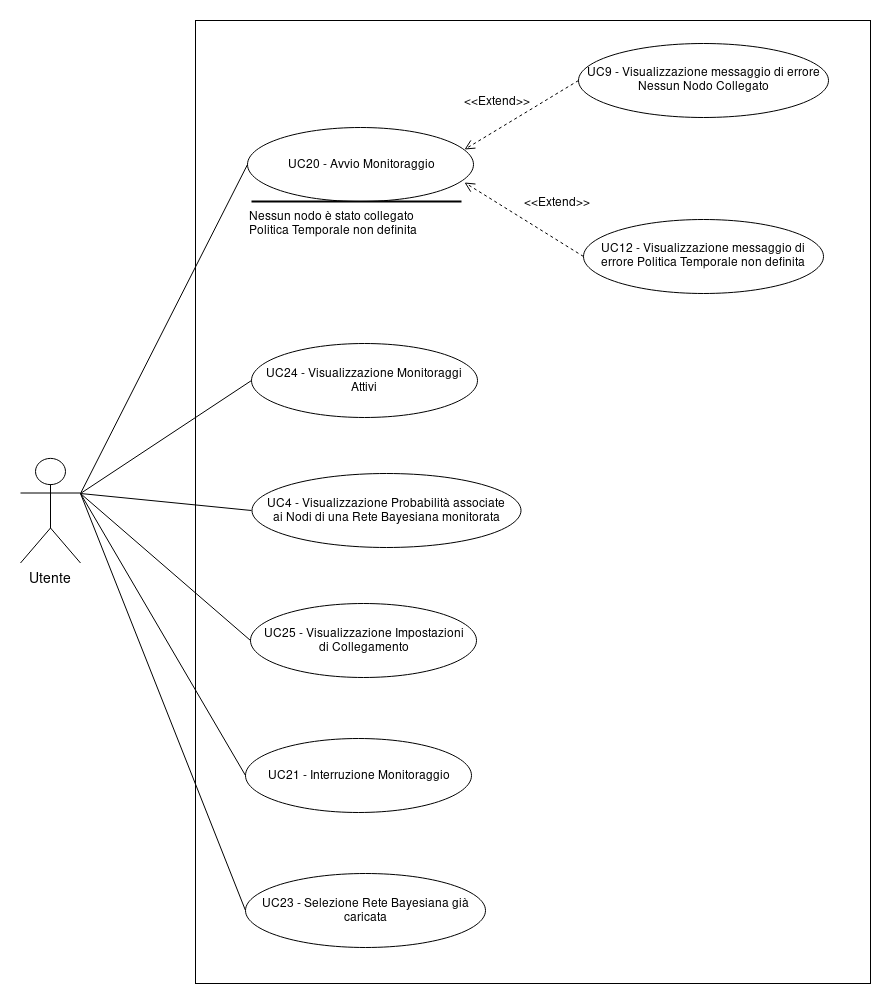 UC9 - Visualizzazione messaggio di errore
Nessun Nodo Collegato
<<Extend>>
UC20 - Avvio Monitoraggio
<<Extend>>
Nessun nodo è stato collegato
Politica Temporale non definita
UC12 - Visualizzazione messaggio di
errore Politica Temporale non definita
UC24 - Visualizzazione Monitoraggi
Attivi
UC4 - Visualizzazione Probabilità associate
ai Nodi di una Rete Bayesiana monitorata
Utente
UC25 - Visualizzazione Impostazioni
di Collegamento
UC21 - Interruzione Monitoraggio
UC23 - Selezione Rete Bayesiana già
caricata